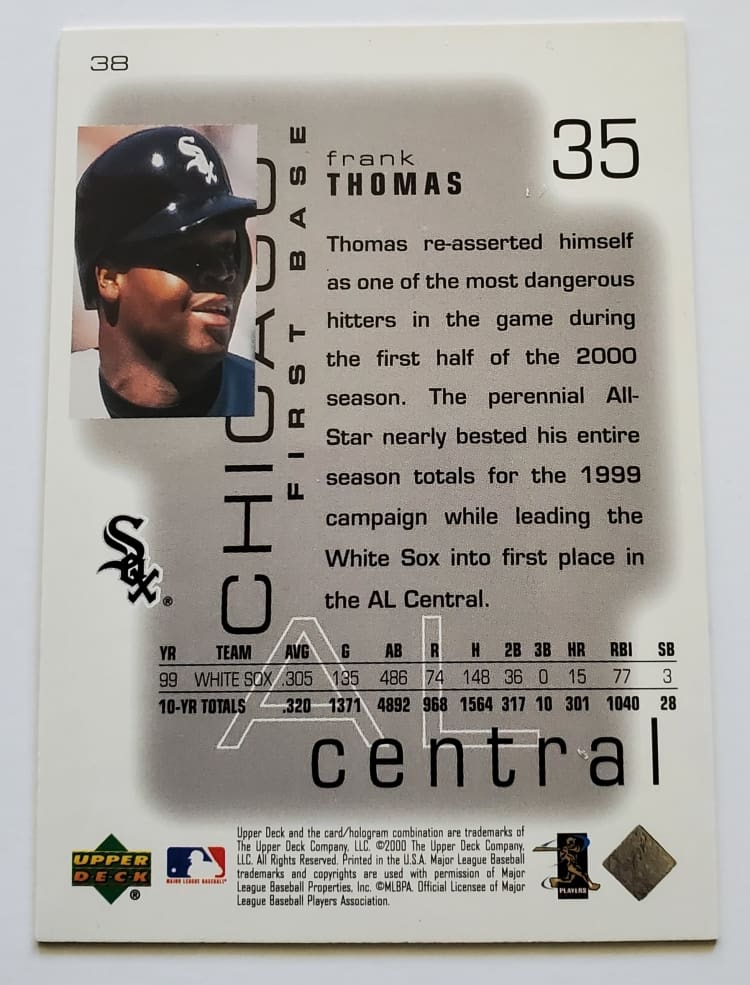 38
35
frank
THOMAS
CHICAGO
FIRST BASE
Sox
Thomas re-asserted himself
as one of the most dangerous
hitters in the game during
the first half of the 2000
season. The perennial All-
Star nearly bested his entire
season totals for the 1999
campaign while leading the
White Sox into first place in
the AL Central.
Sox®
YR TEAM AVG G AB R H 2B 3B HR RBI SB
99 WHITE SOX .305 135 486 74 148 36 0 15 77 3
10-YR TOTALS .320 1371 4892 968 1564 317 10 301 1040 28
AL
central
UPPER
DECK®
MAJOR LEAGUE BASEBALL
Upper Deck and the card/hologram combination are trademarks of
The Upper Deck Company, LLC. ©2000 The Upper Deck Company,
LLC. All Rights Reserved. Printed in the U.S.A. Major League Baseball
trademarks and copyrights are used with permission of Major
League Baseball Properties, Inc. ©MLBPA. Official Licensee of Major
League Baseball Players Association.
PLAYERS